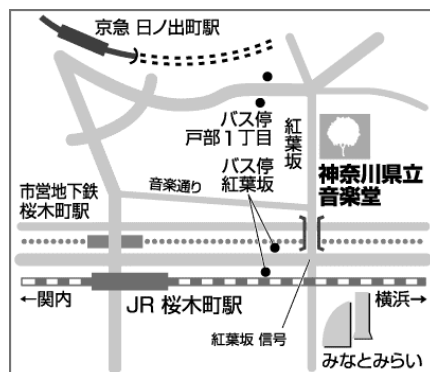 京急 日ノ出町駅
バス停
戸部1丁目
紅葉坂
神奈川県立
音楽堂
バス停
紅葉坂
音楽通り
市営地下鉄
桜木町駅
←関内
JR 桜木町駅
横浜→
紅葉坂 信号
みなとみらい